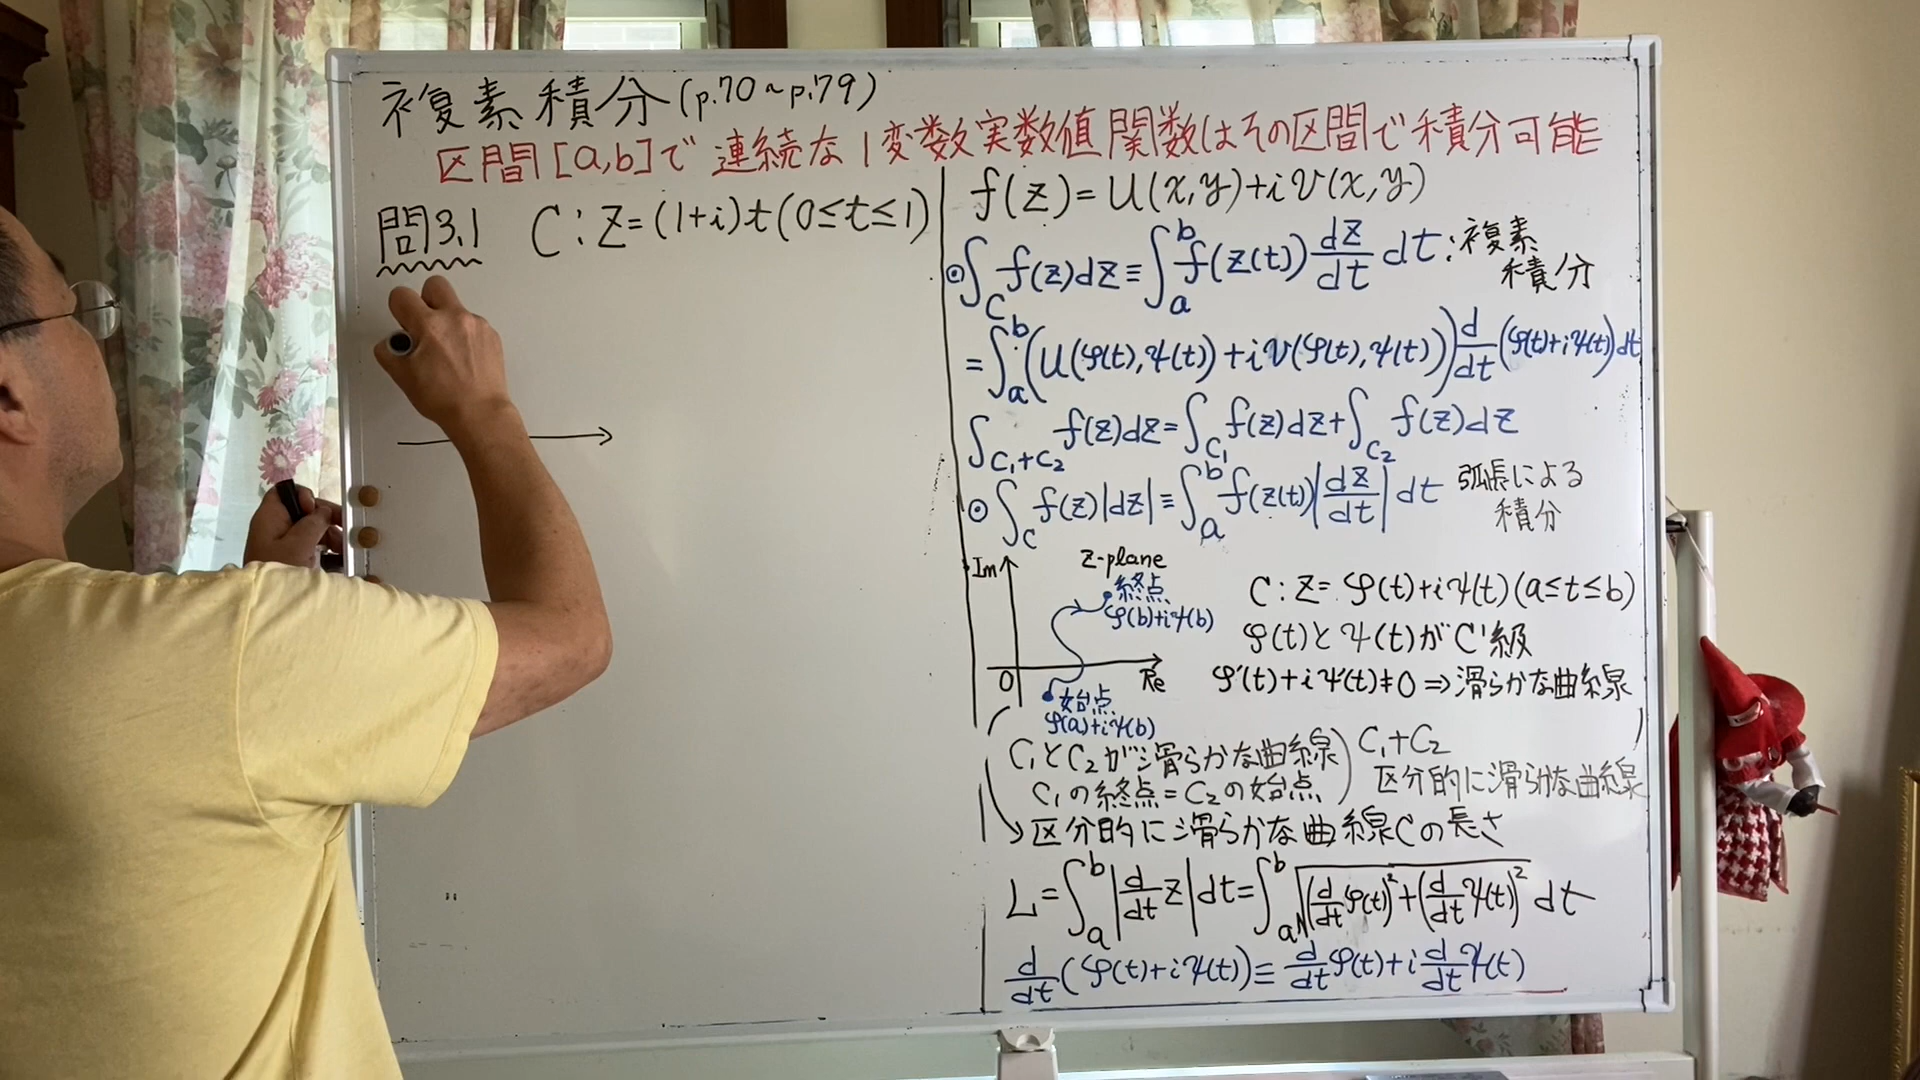 複素積分(p.70~p.79)
区間[a,b]で連続な1変数実数値関数はその区間で積分可能
問3.1 C:z=(1+i)t(0≤t≤1)
f(z)=u(x,y)+iv(x,y)
⊙∫_C f(z)dz≡∫_a^b f(z(t))dz/dt dt:複素積分
=∫_a^b(u(φ(t),ψ(t))+iv(φ(t),ψ(t)))d/dt(φ(t)+iψ(t))dt
∫_{C₁+C₂} f(z)dz=∫_{C₁} f(z)dz+∫_{C₂} f(z)dz
⊙∫_C f(z)|dz|≡∫_a^b f(z(t))|dz/dt|dt 弧長による積分
Im z-plane
終点
φ(b)+iψ(b)
0 Re
始点
φ(a)+iψ(b)
C:z=φ(t)+iψ(t)(a≤t≤b)
φ(t)とψ(t)がC¹級
φ'(t)+iψ'(t)≠0⇒滑らかな曲線
C₁とC₂が滑らかな曲線
C₁の終点=C₂の始点
C₁+C₂
区分的に滑らかな曲線
区分的に滑らかな曲線Cの長さ
L=∫_a^b|d/dt z|dt=∫_a^b√((d/dt φ(t))²+(d/dt ψ(t))²) dt
d/dt(φ(t)+iψ(t))≡d/dt φ(t)+i d/dt ψ(t)